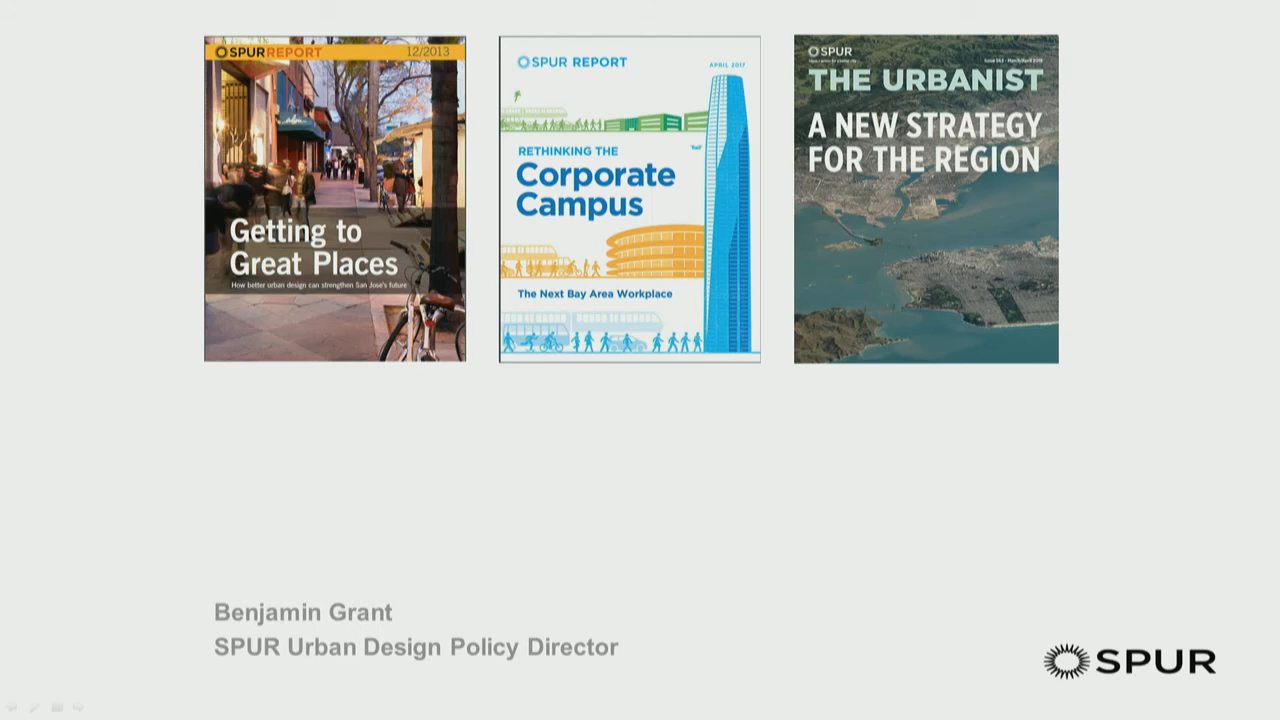 SPUR REPORT 12/2013
Getting to
Great Places
How better urban design can strengthen San Jose's future
SPUR REPORT
APRIL 2017
RETHINKING THE
Corporate
Campus
The Next Bay Area Workplace
SPUR
THE URBANIST
A NEW STRATEGY
FOR THE REGION
Benjamin Grant
SPUR Urban Design Policy Director
SPUR